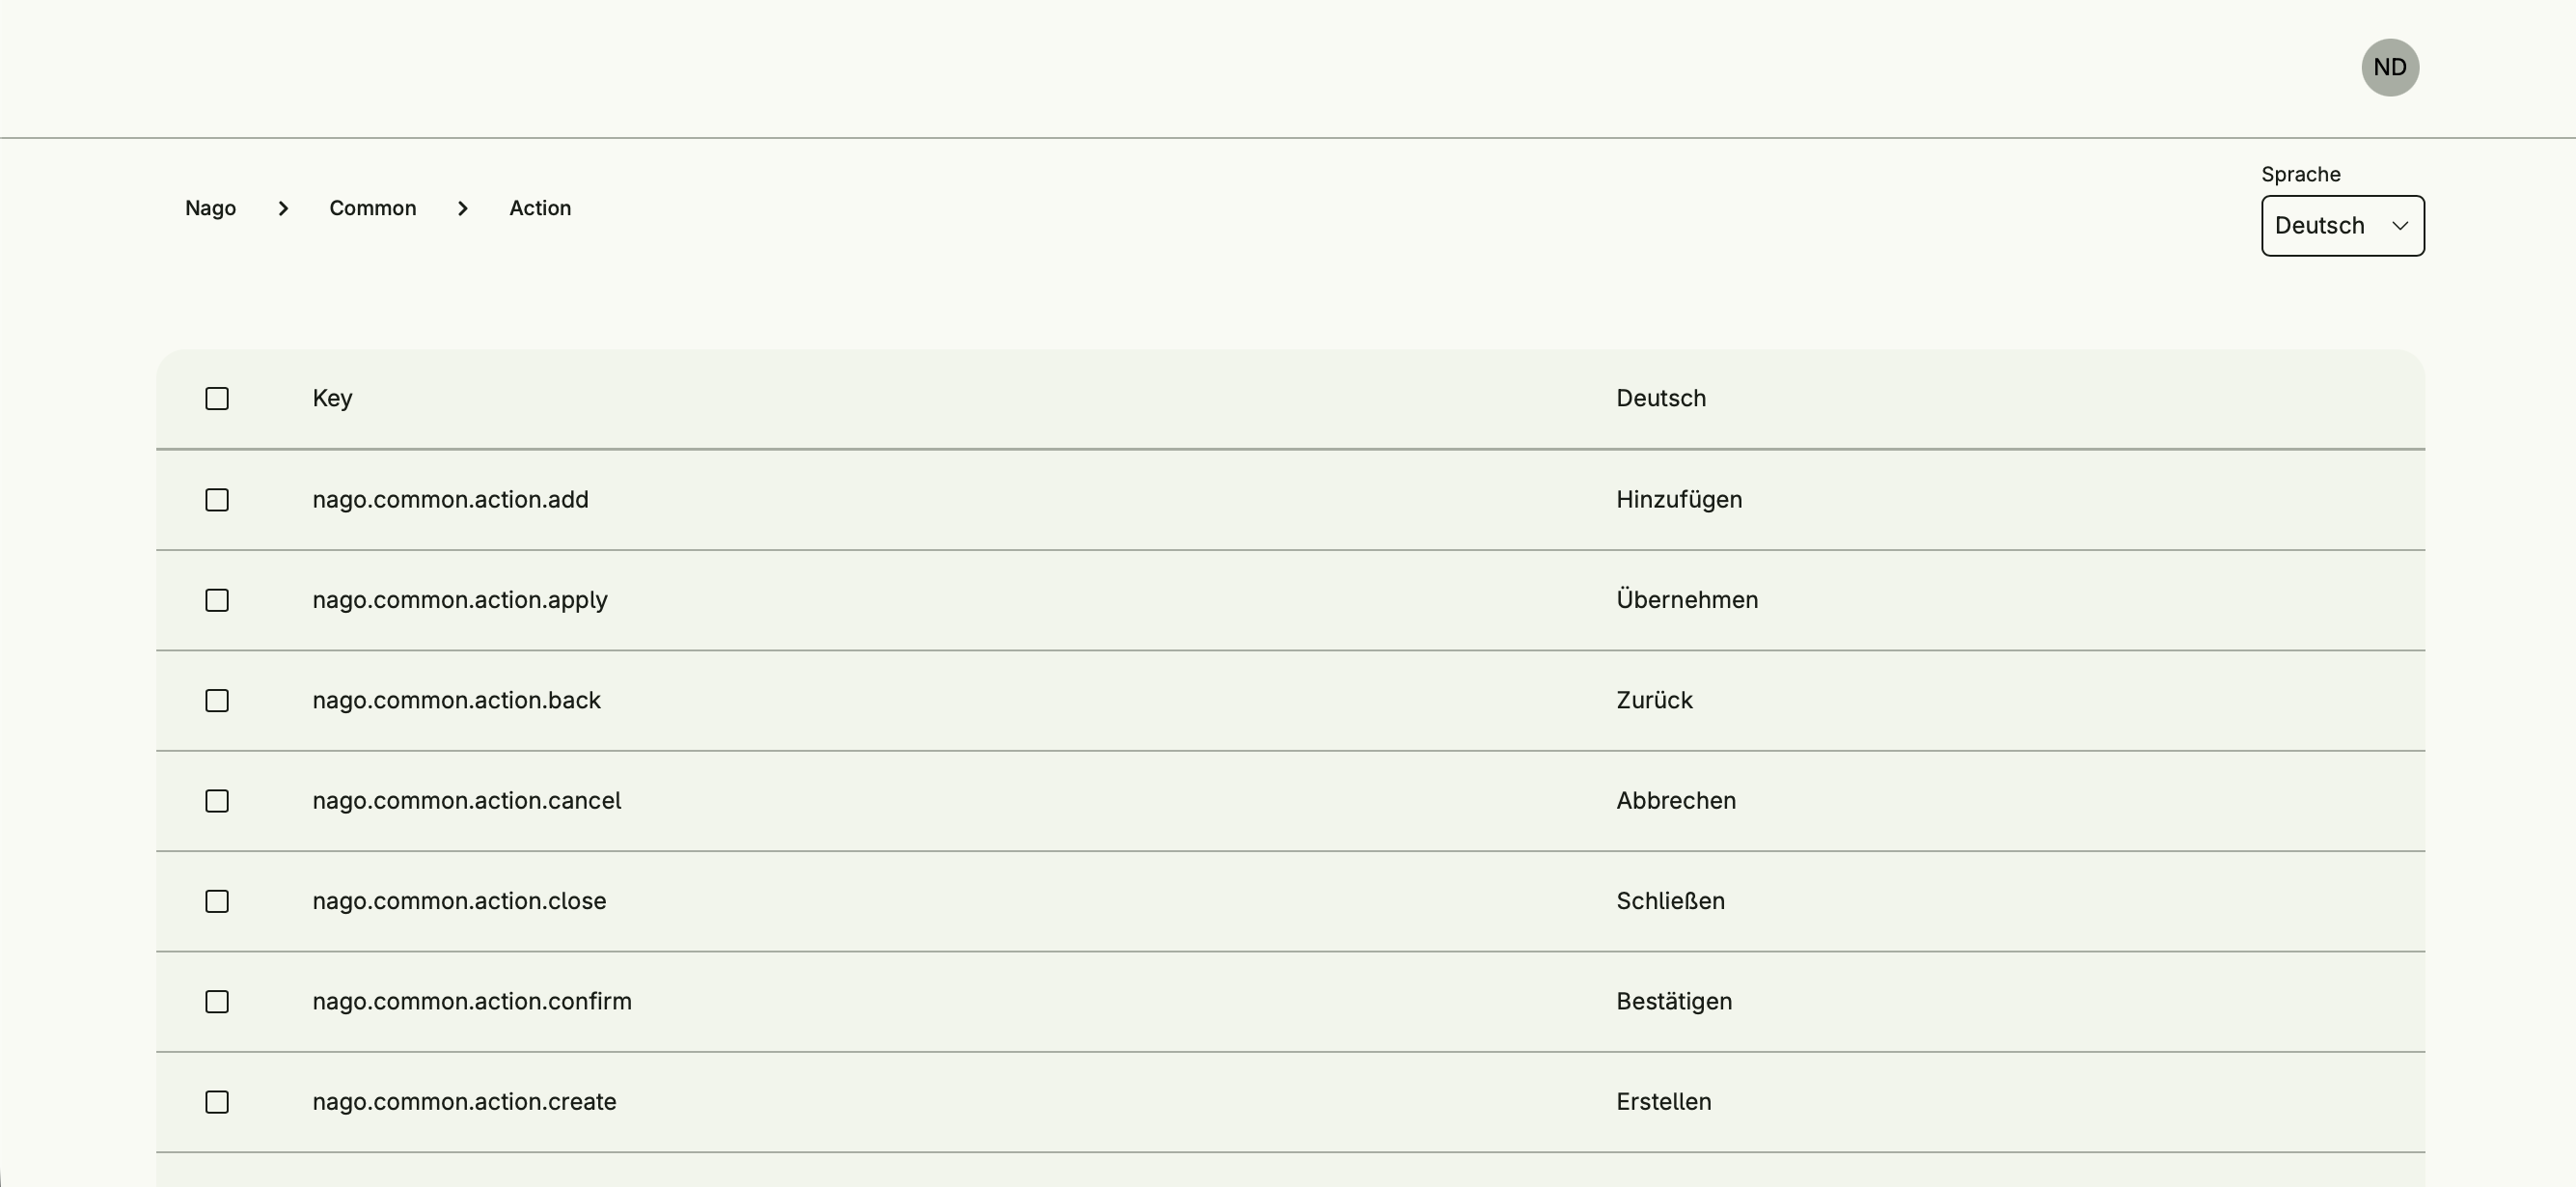 ND
Nago > Common > Action
Sprache
Deutsch
Key Deutsch
nago.common.action.add Hinzufügen
nago.common.action.apply Übernehmen
nago.common.action.back Zurück
nago.common.action.cancel Abbrechen
nago.common.action.close Schließen
nago.common.action.confirm Bestätigen
nago.common.action.create Erstellen